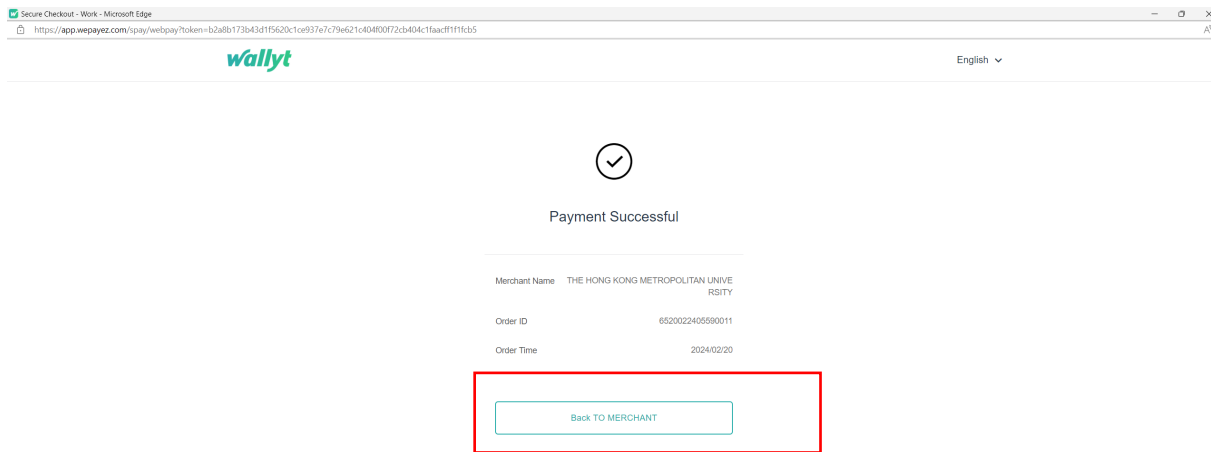 Secure Checkout - Work - Microsoft Edge
https://app.wepayez.com/spay/webpay?token=b2a8b173b43d1f5620c1ce937e7c79e621c404f00f72cb404c1faacff1f1fcb5
wallyt
English
Payment Successful
Merchant Name THE HONG KONG METROPOLITAN UNIVE
RSITY
Order ID 6520022405590011
Order Time 2024/02/20
Back TO MERCHANT